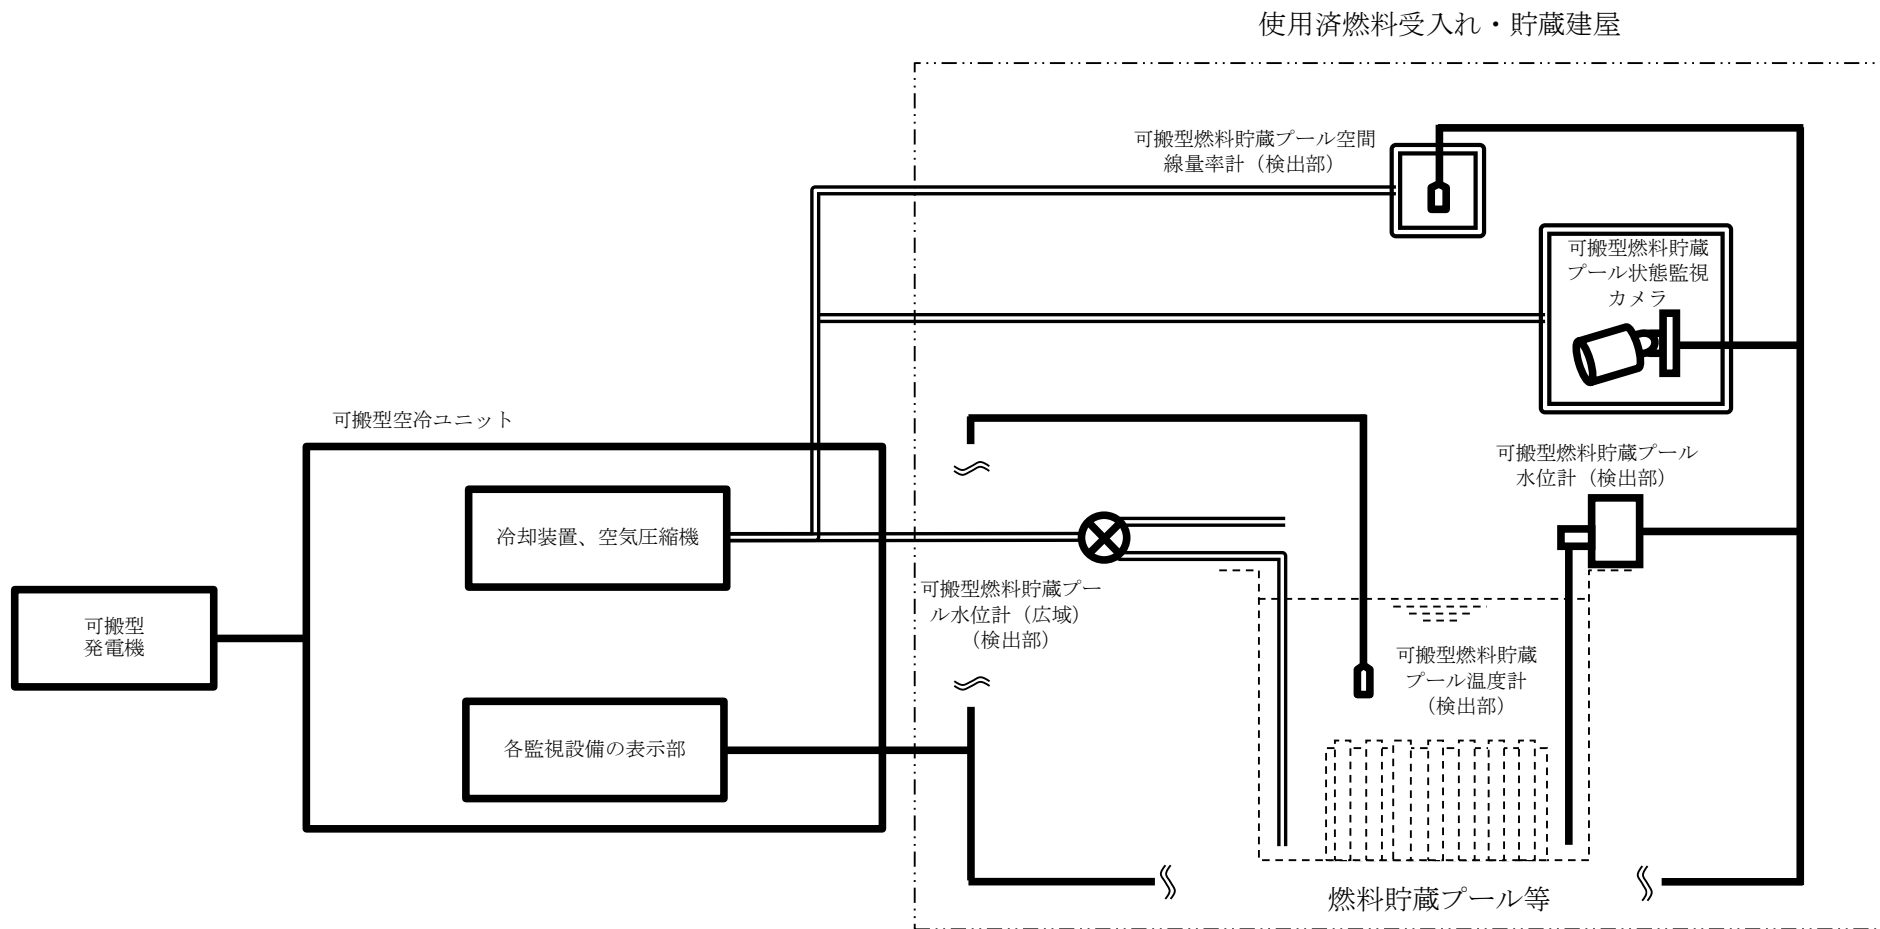 使用済燃料受入れ・貯蔵建屋
可搬型燃料貯蔵プール空間
線量率計（検出部）
可搬型燃料貯蔵
プール状態監視
カメラ
可搬型空冷ユニット
可搬型燃料貯蔵プール
水位計（検出部）
冷却装置、空気圧縮機
可搬型燃料貯蔵プー
ル水位計（広域）
（検出部）
可搬型
発電機
可搬型燃料貯蔵
プール温度計
（検出部）
各監視設備の表示部
燃料貯蔵プール等